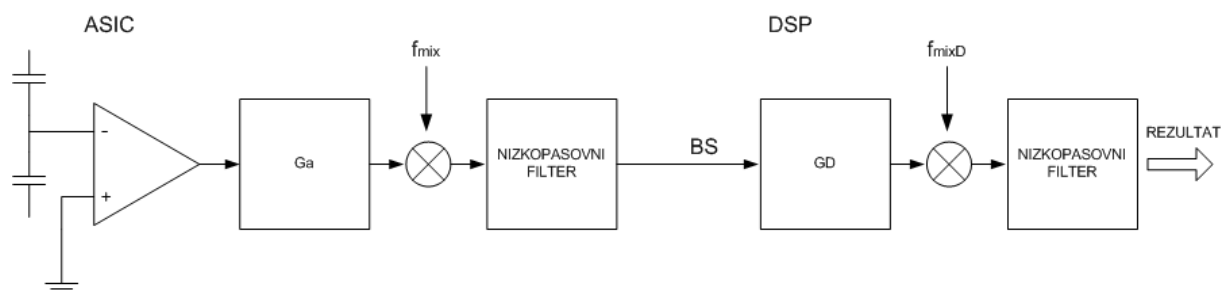 ASIC
DSP
fmix
fmixD
-
+
Ga
NIZKOPASOVNI
FILTER
BS
GD
NIZKOPASOVNI
FILTER
REZULTAT